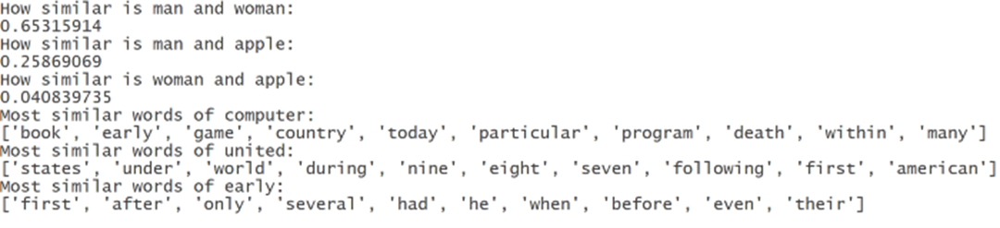 How similar is man and woman:
0.65315914
How similar is man and apple:
0.25869069
How similar is woman and apple:
0.040839735
Most similar words of computer:
['book', 'early', 'game', 'country', 'today', 'particular', 'program', 'death', 'within', 'many']
Most similar words of united:
['states', 'under', 'world', 'during', 'nine', 'eight', 'seven', 'following', 'first', 'american']
Most similar words of early:
['first', 'after', 'only', 'several', 'had', 'he', 'when', 'before', 'even', 'their']